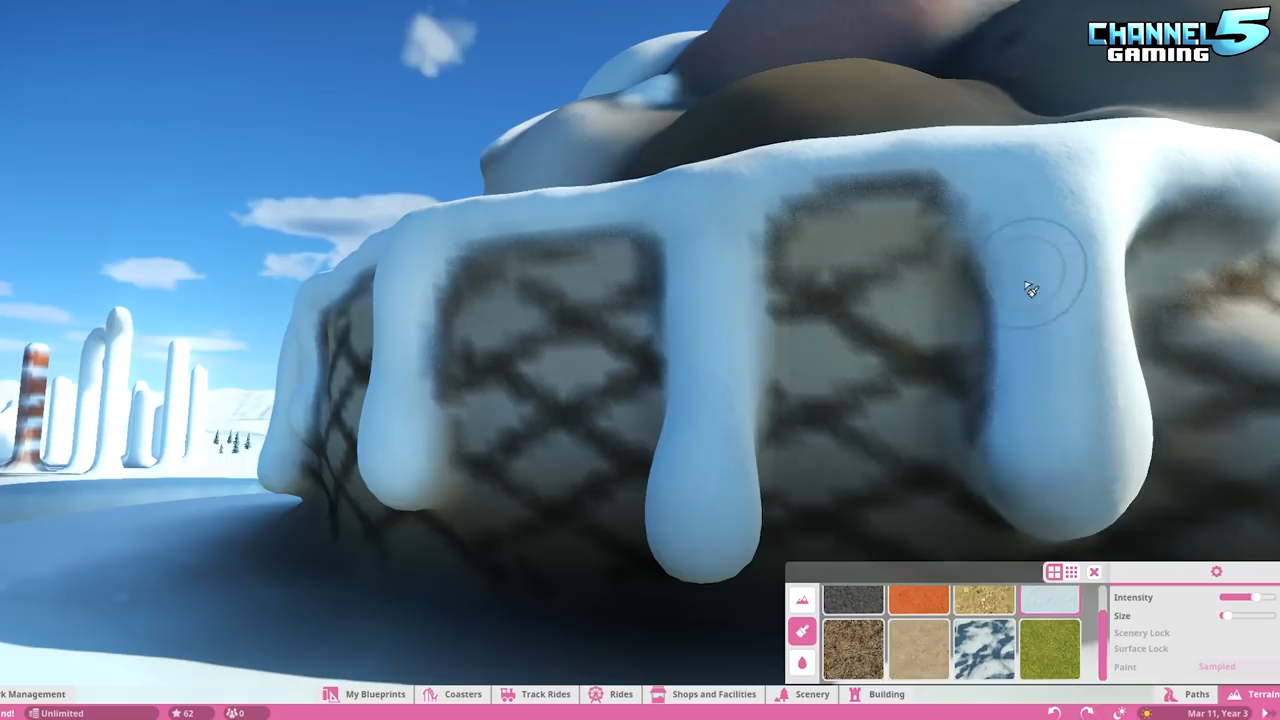 CHANNEL 5
GAMING
Intensity
Size
Scenery Lock
Surface Lock
Paint Sampled
k Management My Blueprints Coasters Track Rides Rides Shops and Facilities Scenery Building Paths Terrain
nd! Unlimited 62 0 Mar 11, Year 3